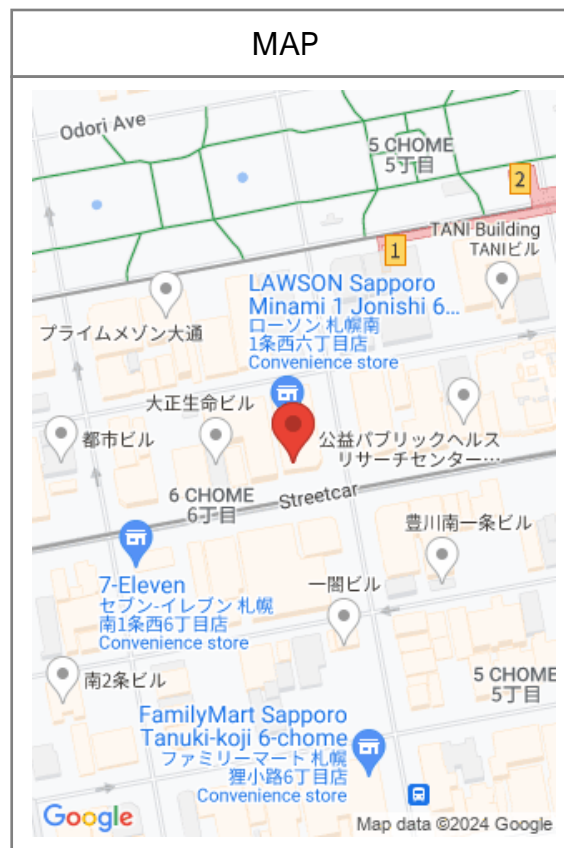 MAP
Odori Ave
5 CHOME
5丁目
2
1
TANI Building
TANIビル
LAWSON Sapporo
Minami 1 Jonishi 6...
ローソン 札幌南
1条西六丁目店
Convenience store
プライムメゾン大通
大正生命ビル
都市ビル
公益パブリックヘルス
リサーチセンター…
6 CHOME
6丁目
Streetcar
豊川南一条ビル
7-Eleven
セブン-イレブン 札幌
南1条西6丁目店
Convenience store
一閤ビル
南2条ビル
5 CHOME
5丁目
FamilyMart Sapporo
Tanuki-koji 6-chome
ファミリーマート 札幌
狸小路6丁目店
Convenience store
Google
Map data ©2024 Google